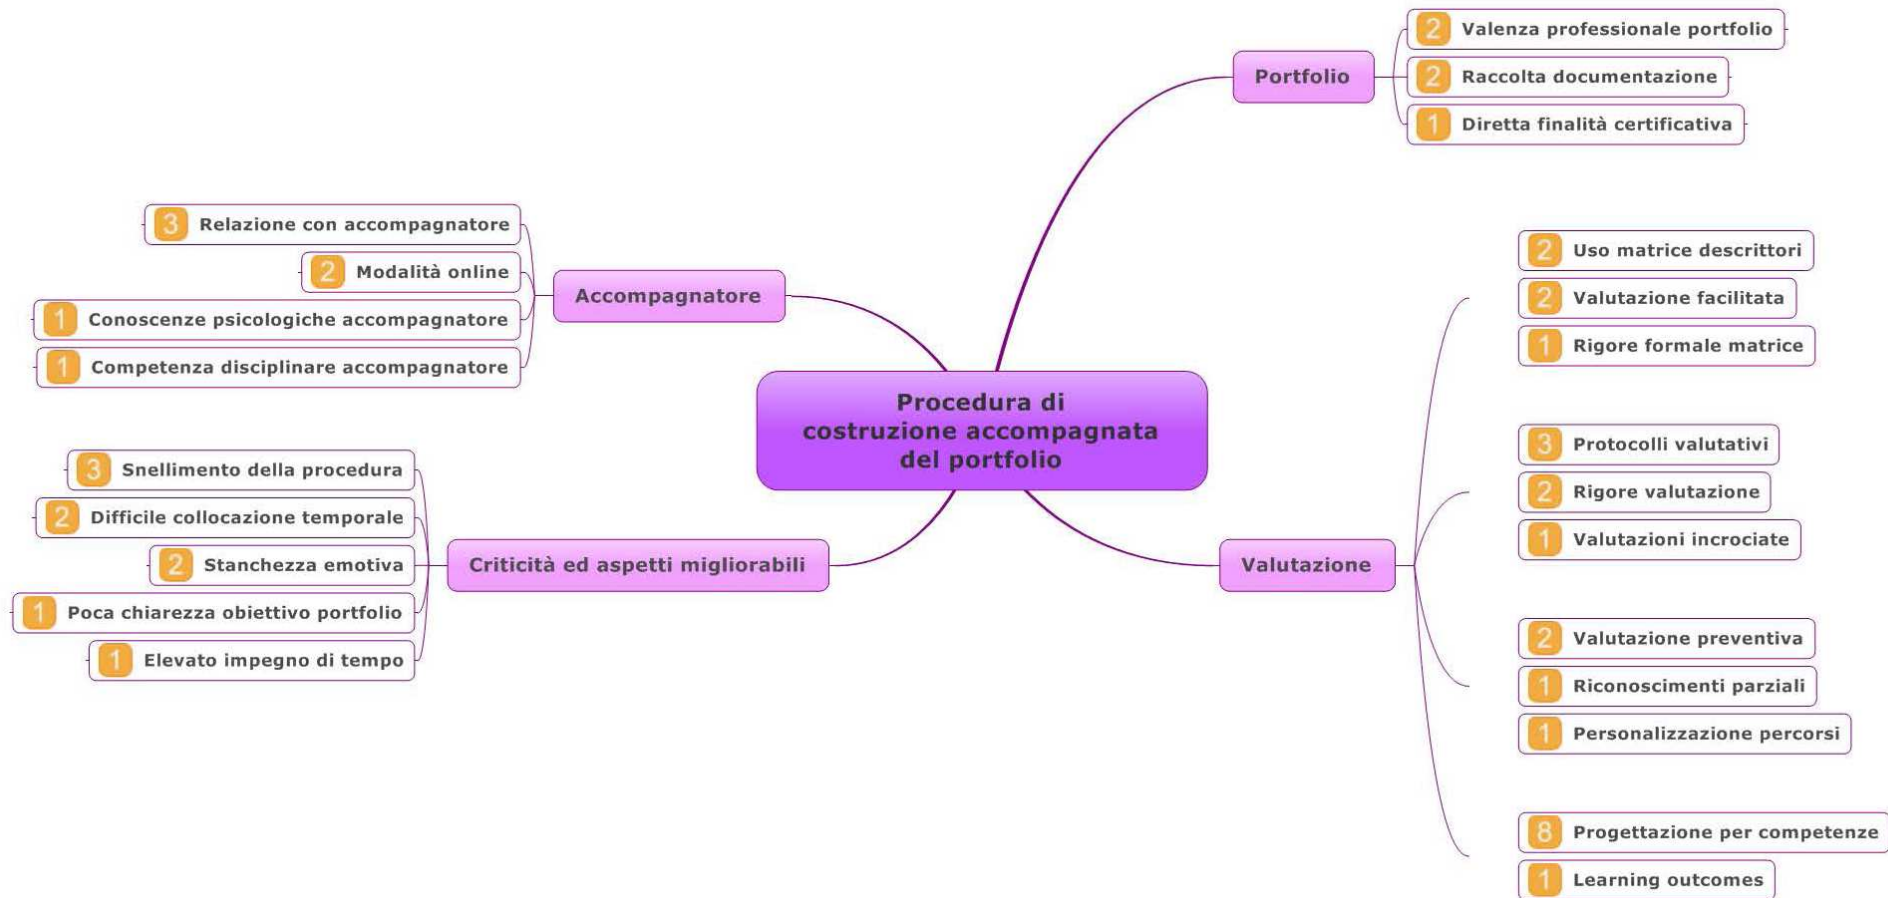 Procedura di
costruzione accompagnata
del portfolio
Portfolio
2 Valenza professionale portfolio
2 Raccolta documentazione
1 Diretta finalità certificativa
Valutazione
2 Uso matrice descrittori
2 Valutazione facilitata
1 Rigore formale matrice
3 Protocolli valutativi
2 Rigore valutazione
1 Valutazioni incrociate
2 Valutazione preventiva
1 Riconoscimenti parziali
1 Personalizzazione percorsi
8 Progettazione per competenze
1 Learning outcomes
Accompagnatore
3 Relazione con accompagnatore
2 Modalità online
1 Conoscenze psicologiche accompagnatore
1 Competenza disciplinare accompagnatore
Criticità ed aspetti migliorabili
3 Snellimento della procedura
2 Difficile collocazione temporale
2 Stanchezza emotiva
1 Poca chiarezza obiettivo portfolio
1 Elevato impegno di tempo